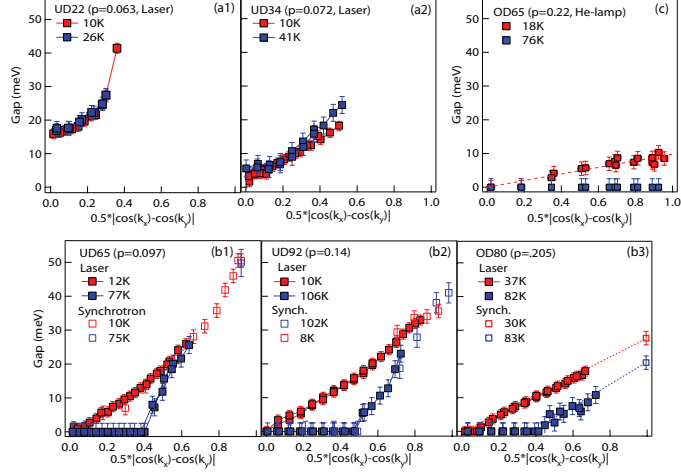 UD22 (p=0.063, Laser) (a1)
10K
26K
UD34 (p=0.072, Laser) (a2)
10K
41K
OD65 (p=0.22, He-lamp) (c)
18K
76K
Gap (meV)
50
40
30
20
10
0
0.0 0.2 0.4 0.6 0.8
0.5*|cos(kx)-cos(ky)|
0.0 0.2 0.4 0.6 0.8 1.0
0.5*|cos(kx)-cos(ky)|
Gap (meV)
50
40
30
20
10
0
0.0 0.2 0.4 0.6 0.8 1.0
0.5*|cos(kx)-cos(ky)|
UD65 (p=0.097) (b1)
Laser
12K
77K
Synchrotron
10K
75K
UD92 (p=0.14) (b2)
Laser
10K
106K
Synch.
102K
8K
OD80 (p=.205) (b3)
Laser
37K
82K
Synch.
30K
83K
Gap (meV)
50
40
30
20
10
0
0.0 0.2 0.4 0.6 0.8
0.5*|cos(kx)-cos(ky)|
0.0 0.2 0.4 0.6 0.8
0.5*|cos(kx)-cos(ky)|
0.0 0.2 0.4 0.6 0.8
0.5*|cos(kx)-cos(ky)|